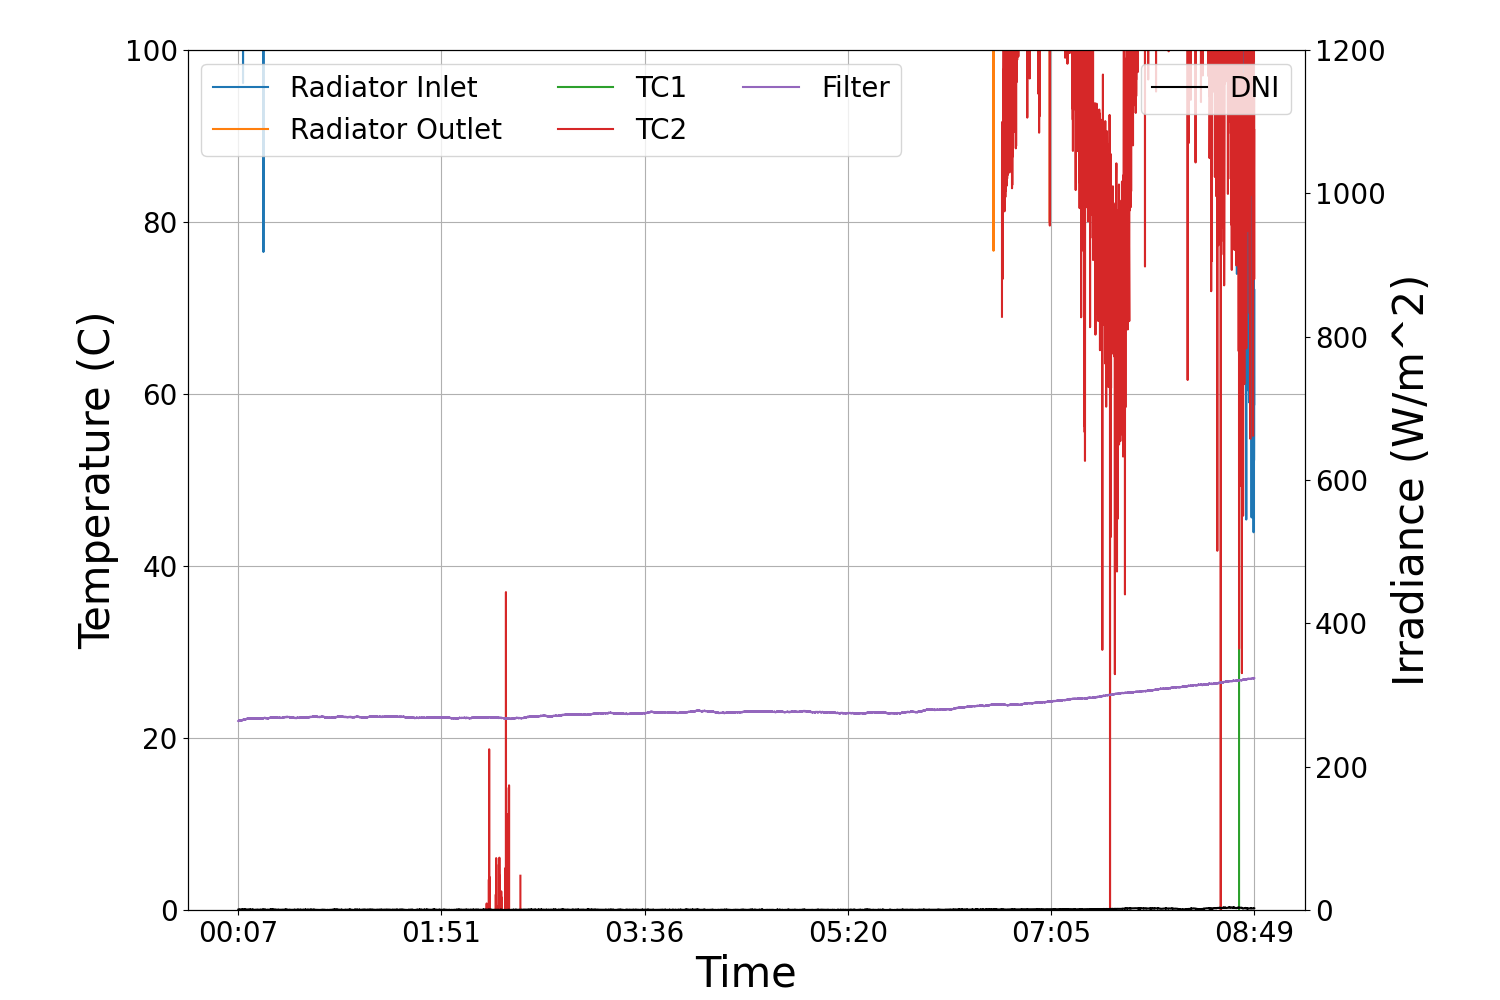 100
80
60
40
20
0
Temperature (C)
Radiator Inlet
Radiator Outlet
TC1
TC2
Filter
DNI
1200
1000
800
600
400
200
0
Irradiance (W/m^2)
00:07 01:51 03:36 05:20 07:05 08:49
Time